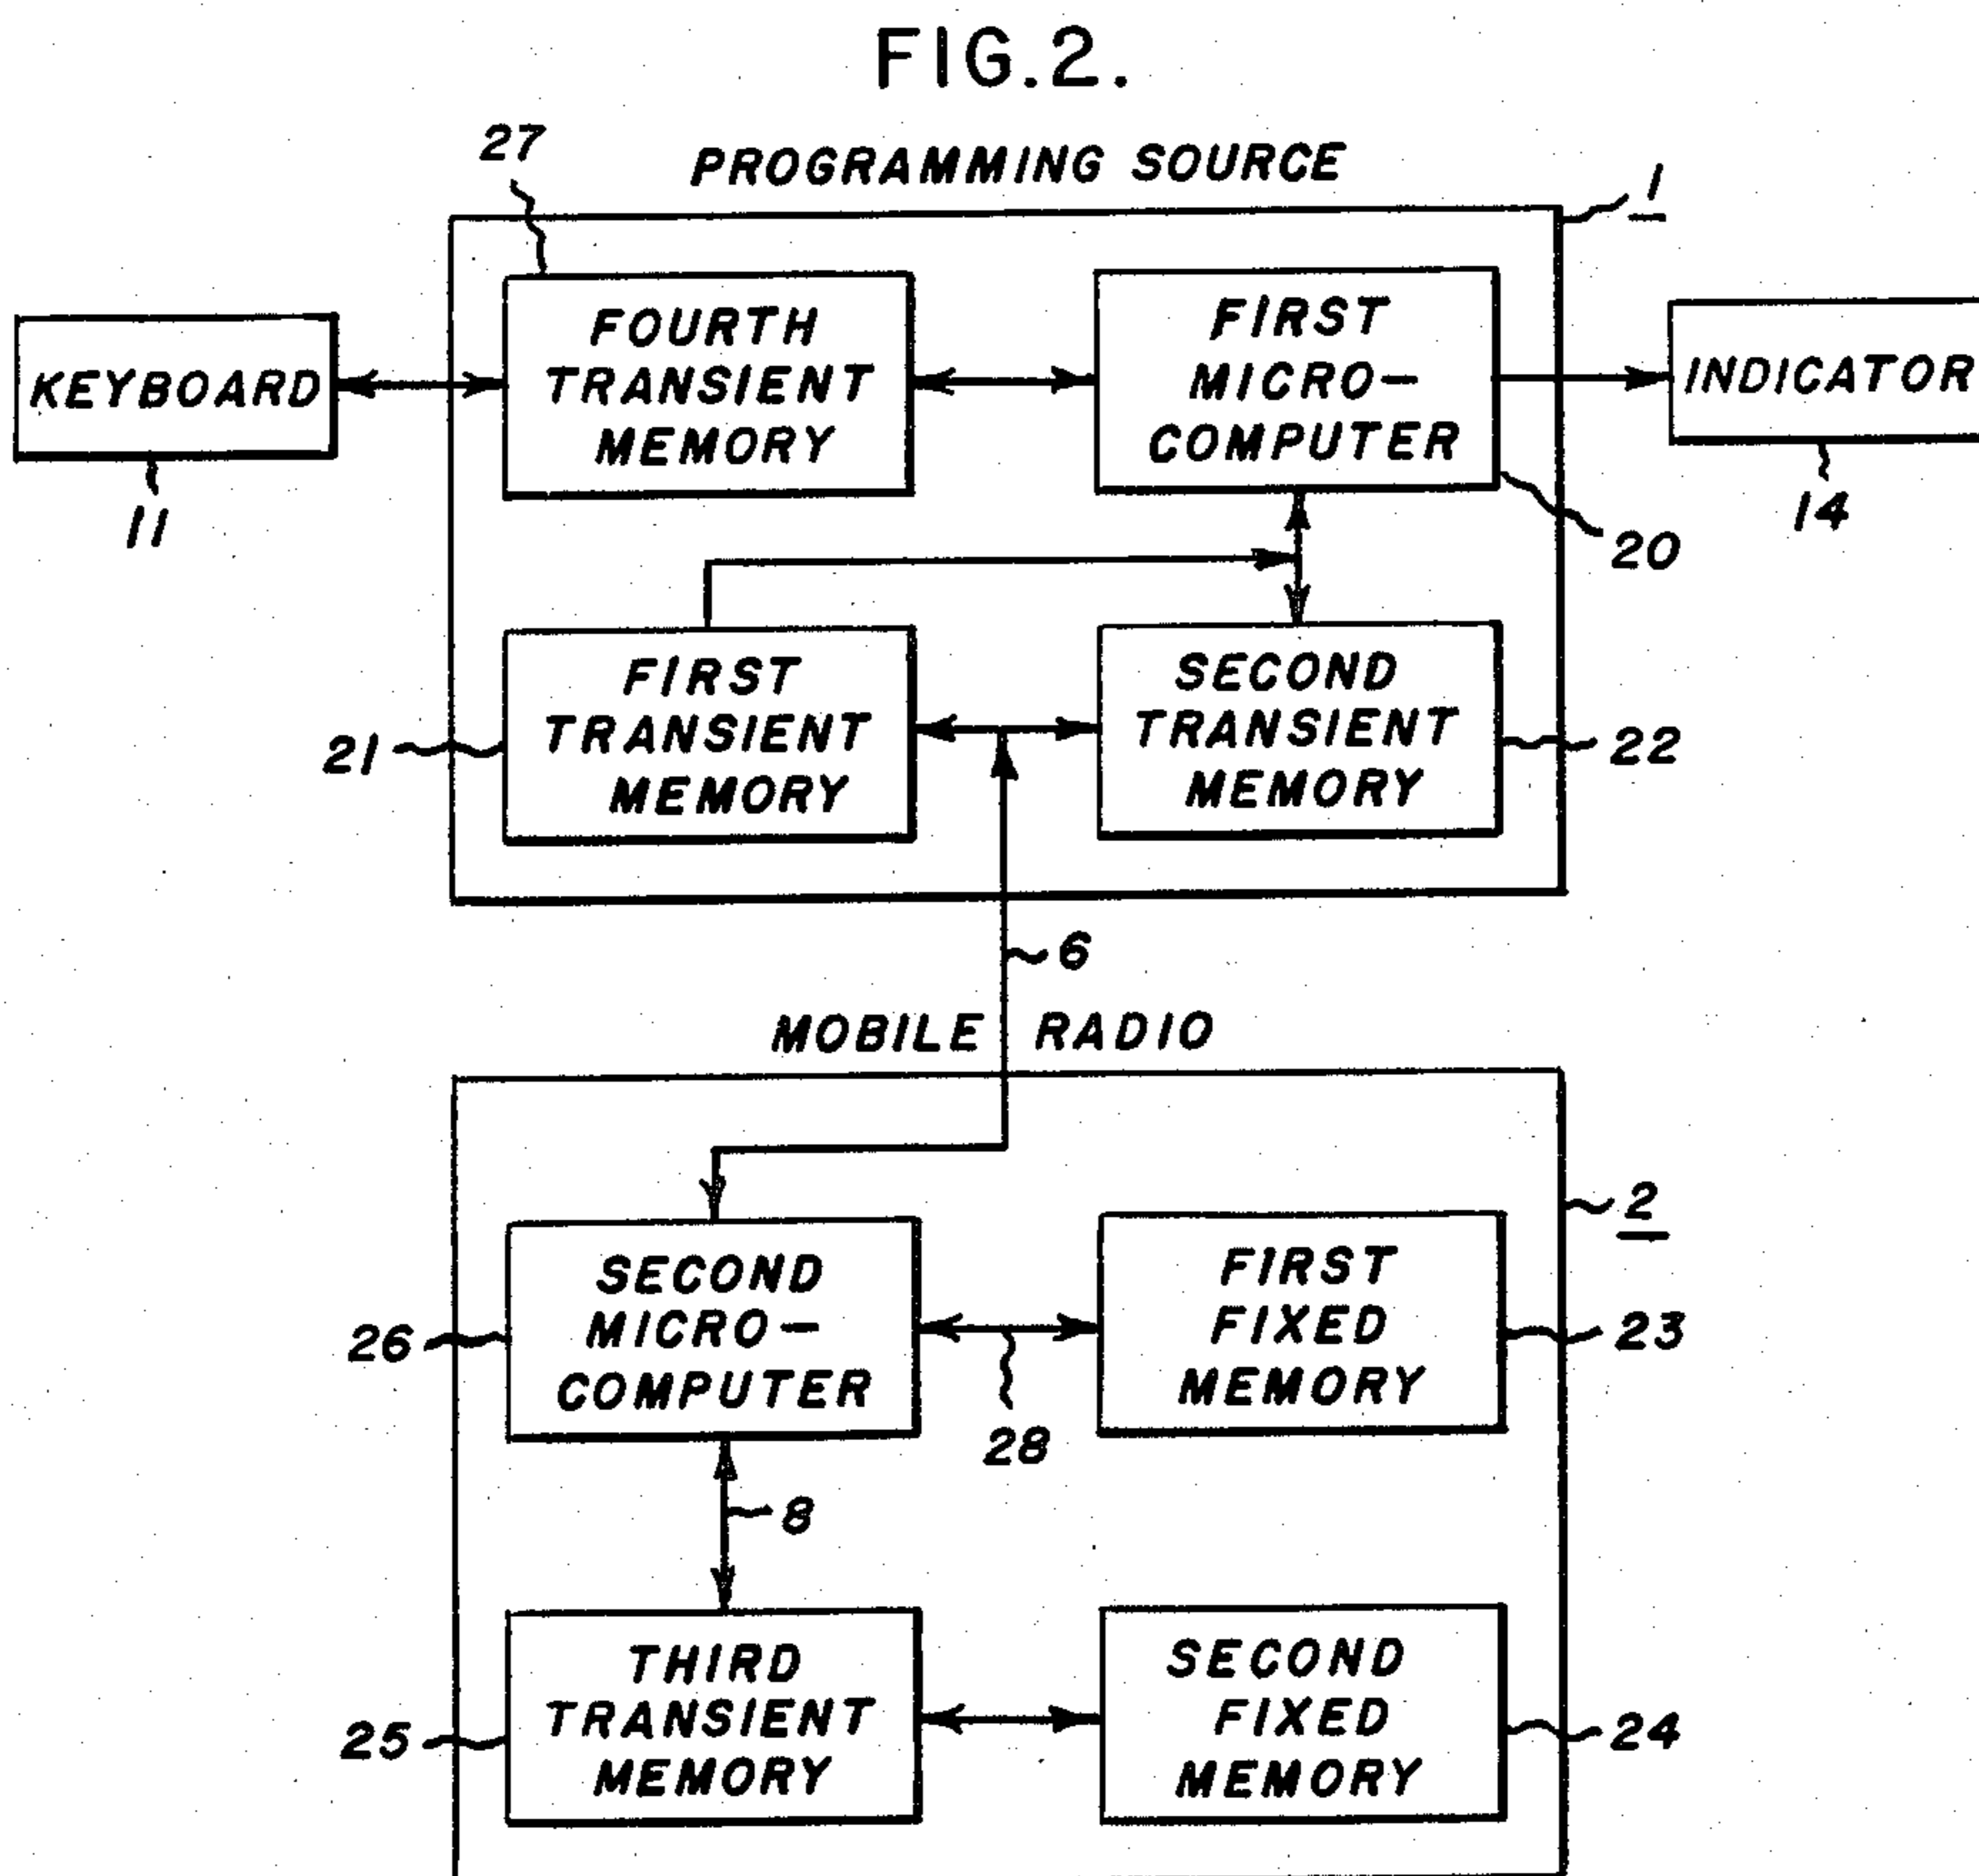 FIG.2.
27
PROGRAMMING SOURCE
1
FOURTH
TRANSIENT
MEMORY
FIRST
MICRO-
COMPUTER
KEYBOARD
INDICATOR
11
14
20
FIRST
TRANSIENT
MEMORY
SECOND
TRANSIENT
MEMORY
21
22
6
MOBILE RADIO
2
SECOND
MICRO-
COMPUTER
FIRST
FIXED
MEMORY
26
23
28
8
THIRD
TRANSIENT
MEMORY
SECOND
FIXED
MEMORY
25
24